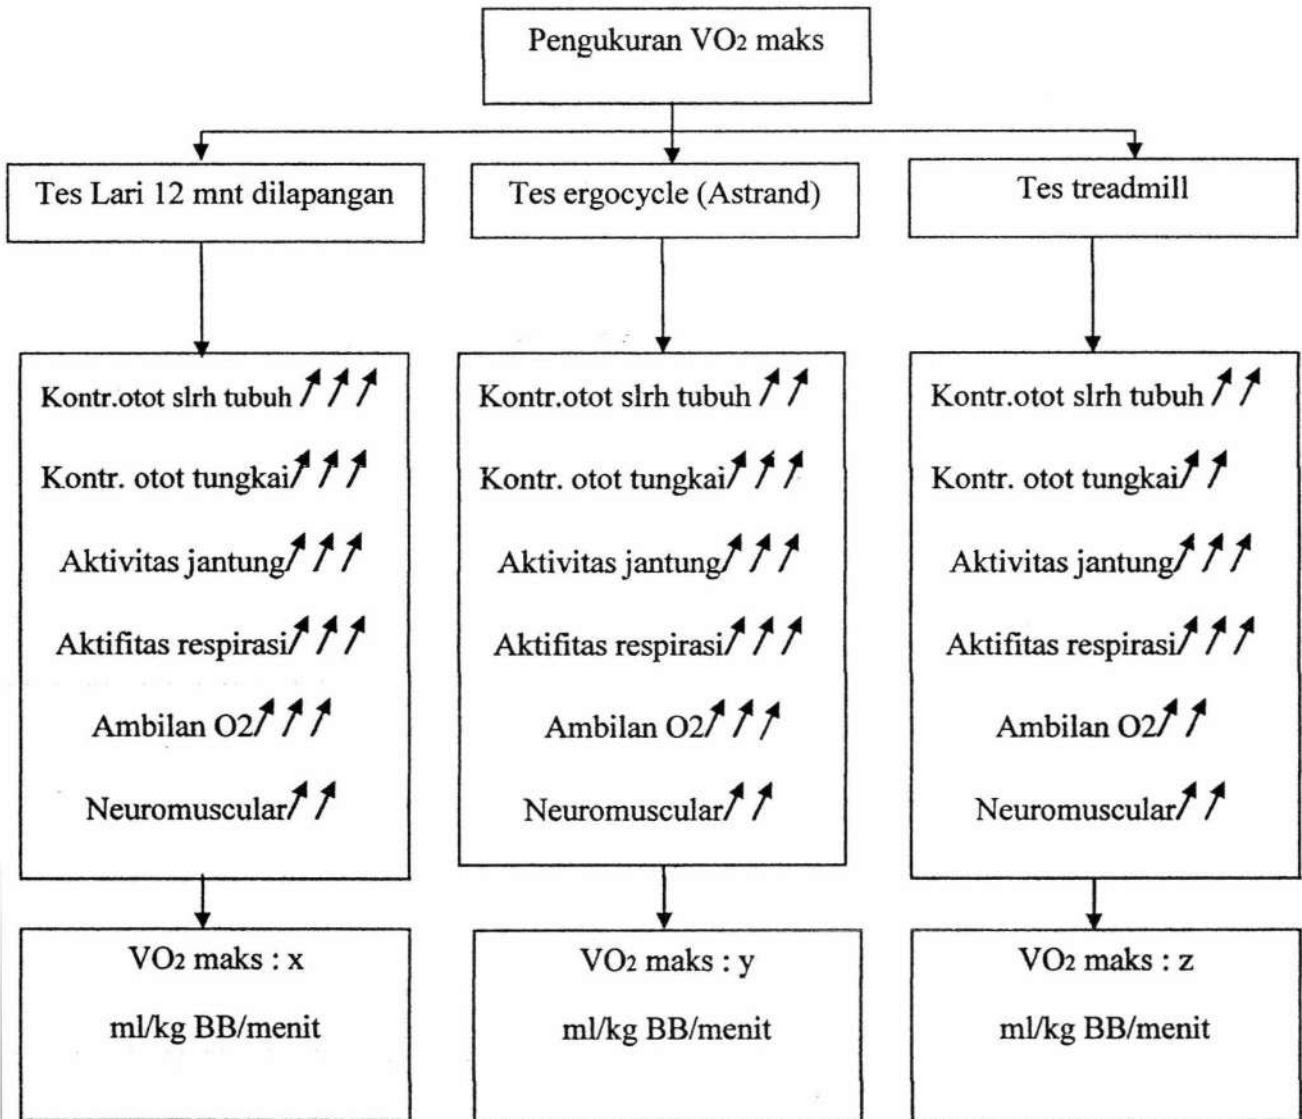 Pengukuran VO2 maks
Tes Lari 12 mnt dilapangan
Tes ergocycle (Astrand)
Tes treadmill
Kontr.otot slrh tubuh
Kontr. otot tungkai
Aktivitas jantung
Aktifitas respirasi
Ambilan O2
Neuromuscular
Kontr.otot slrh tubuh
Kontr. otot tungkai
Aktivitas jantung
Aktifitas respirasi
Ambilan O2
Neuromuscular
Kontr.otot slrh tubuh
Kontr. otot tungkai
Aktivitas jantung
Aktifitas respirasi
Ambilan O2
Neuromuscular
VO2 maks : x
ml/kg BB/menit
VO2 maks : y
ml/kg BB/menit
VO2 maks : z
ml/kg BB/menit